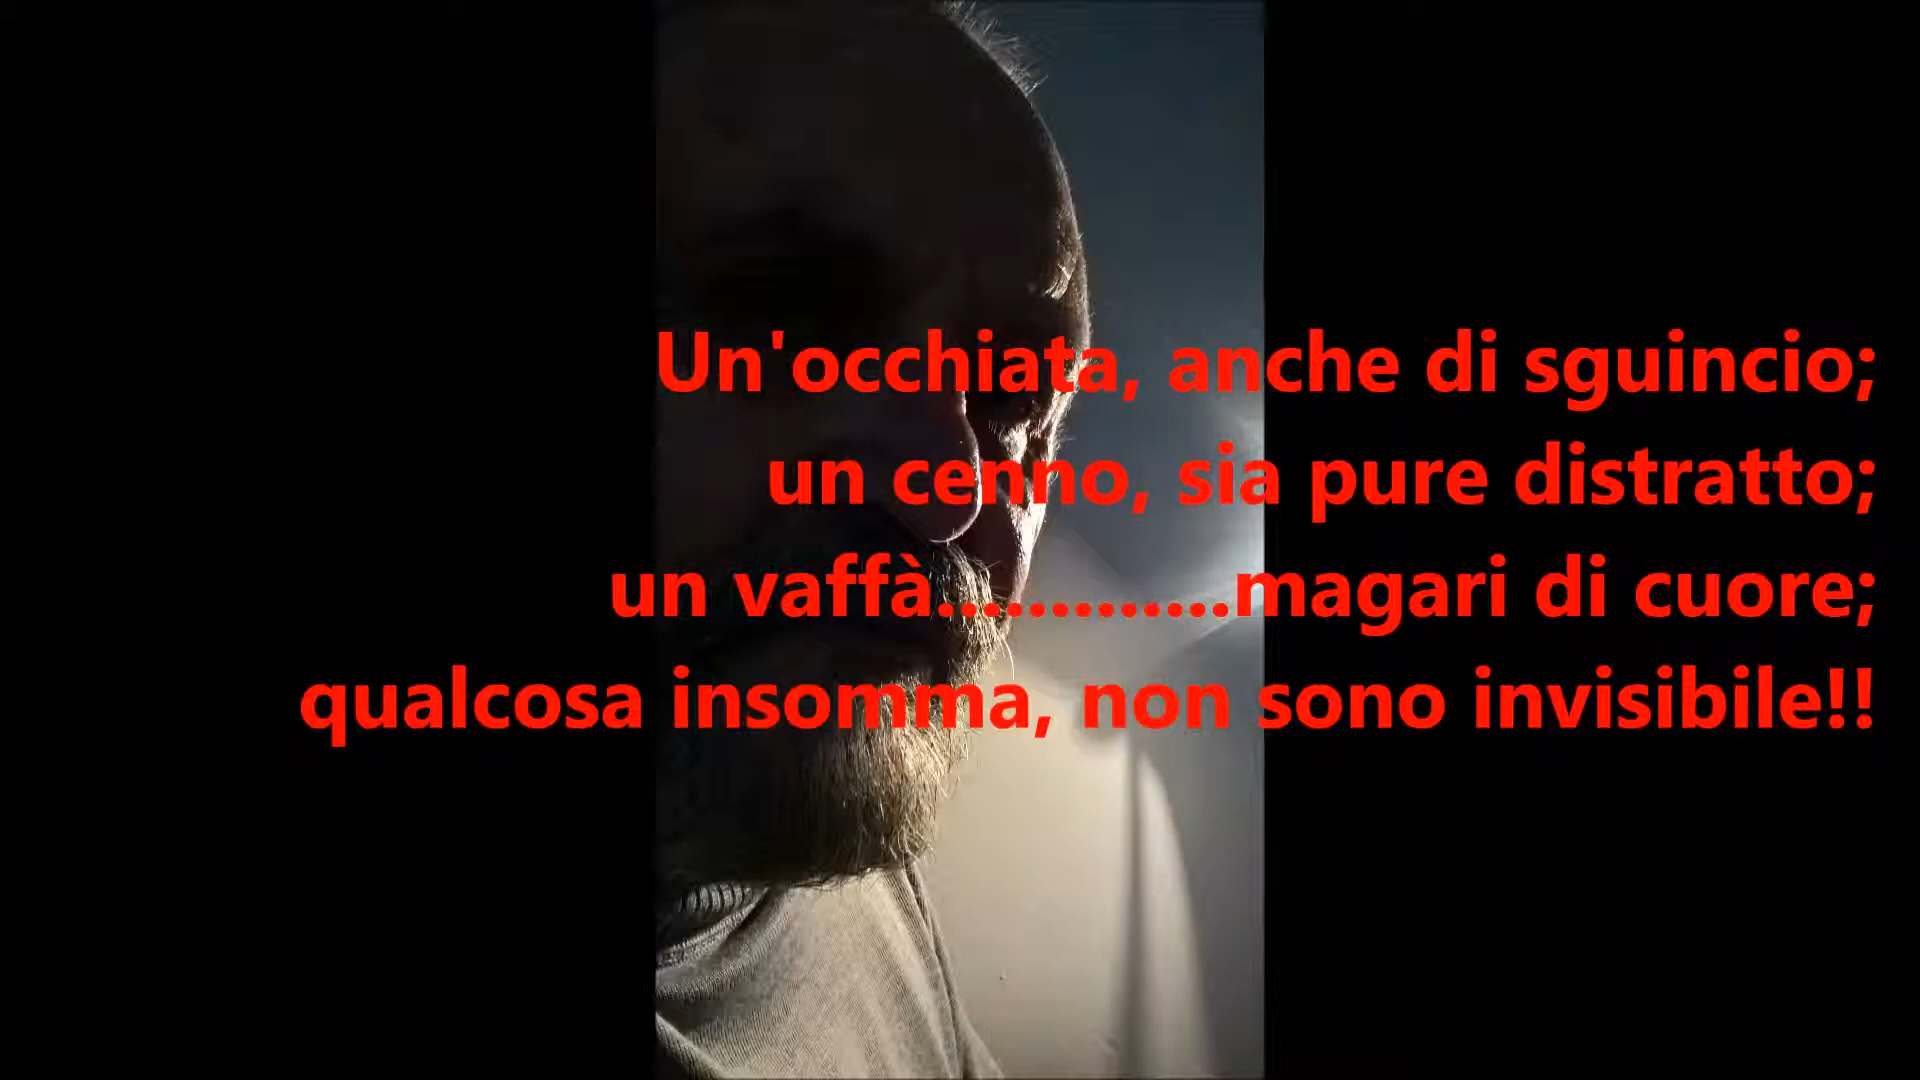 Un'occhiata, anche di sguincio;
un cenno, sia pure distratto;
un vaffà.............magari di cuore;
qualcosa insomma, non sono invisibile!!